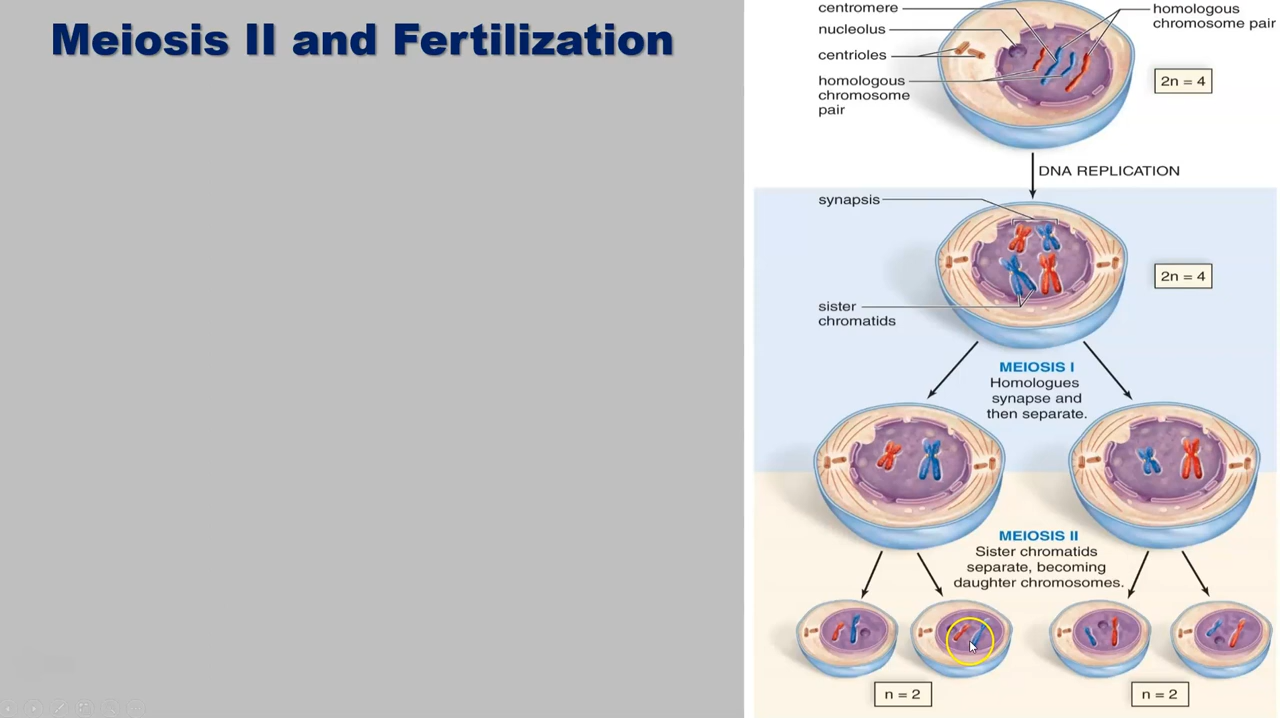 Meiosis II and Fertilization
centromere
nucleolus
centrioles
homologous
chromosome
pair
homologous
chromosome pair
2n = 4
DNA REPLICATION
synapsis
2n = 4
sister
chromatids
MEIOSIS I
Homologues
synapse and
then separate.
MEIOSIS II
Sister chromatids
separate, becoming
daughter chromosomes.
n = 2
n = 2